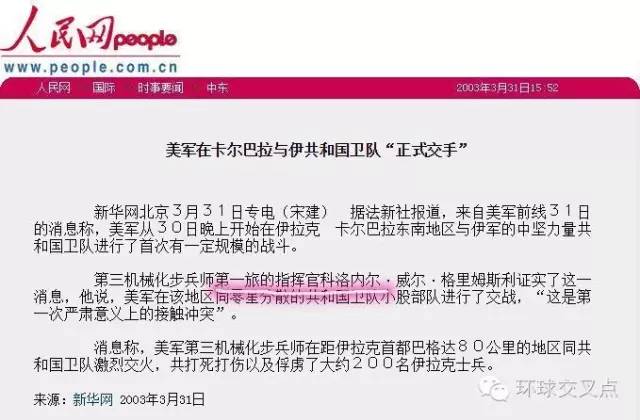 人民网people
www.people.com.cn
人民网 国际 时事要闻 中东 2003年3月31日15:52
美军在卡尔巴拉与伊共和国卫队“正式交手”
新华网北京3月31日专电（宋建） 据法新社报道，来自美军前线31日
的消息称，美军从30日晚上开始在伊拉克 卡尔巴拉东南地区与伊军的中坚力量共
和国卫队进行了首次有一定规模的战斗。
第三机械化步兵师第一旅的指挥官科洛内尔·威尔·格里姆斯利证实了这一
消息，他说，美军在该地区同零星分散的共和国卫队小股部队进行了交战，“这是第
一次严肃意义上的接触冲突”。
消息称，美军第三机械化步兵师在距伊拉克首都巴格达80公里的地区同共
和国卫队激烈交火，共打死打伤以及俘虏了大约200名伊拉克士兵。
来源：新华网 2003年3月31日
环球交叉点